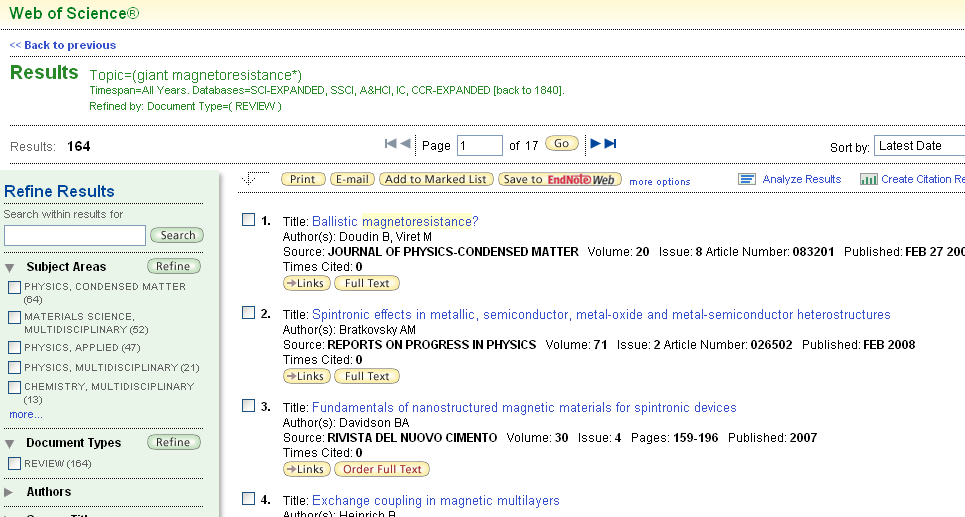 Web of Science®
<< Back to previous
Results Topic=(giant magnetoresistance*)
Timespan=All Years. Databases=SCI-EXPANDED, SSCI, A&HCI, IC, CCR-EXPANDED [back to 1840].
Refined by: Document Type=( REVIEW )
Results: 164
Page 1 of 17 Go
Sort by: Latest Date
Print E-mail Add to Marked List Save to EndNote Web more options
Analyze Results Create Citation Re
Refine Results
Search within results for
Search
Subject Areas Refine
PHYSICS, CONDENSED MATTER
(64)
MATERIALS SCIENCE,
MULTIDISCIPLINARY (52)
PHYSICS, APPLIED (47)
PHYSICS, MULTIDISCIPLINARY (21)
CHEMISTRY, MULTIDISCIPLINARY
(13)
more...
Document Types Refine
REVIEW (164)
Authors
1. Title: Ballistic magnetoresistance?
Author(s): Doudin B, Viret M
Source: JOURNAL OF PHYSICS-CONDENSED MATTER Volume: 20 Issue: 8 Article Number: 083201 Published: FEB 27 200
Times Cited: 0
Links Full Text
2. Title: Spintronic effects in metallic, semiconductor, metal-oxide and metal-semiconductor heterostructures
Author(s): Bratkovsky AM
Source: REPORTS ON PROGRESS IN PHYSICS Volume: 71 Issue: 2 Article Number: 026502 Published: FEB 2008
Times Cited: 0
Links Full Text
3. Title: Fundamentals of nanostructured magnetic materials for spintronic devices
Author(s): Davidson BA
Source: RIVISTA DEL NUOVO CIMENTO Volume: 30 Issue: 4 Pages: 159-196 Published: 2007
Times Cited: 0
Links Order Full Text
4. Title: Exchange coupling in magnetic multilayers
Author(s): Heinrich B